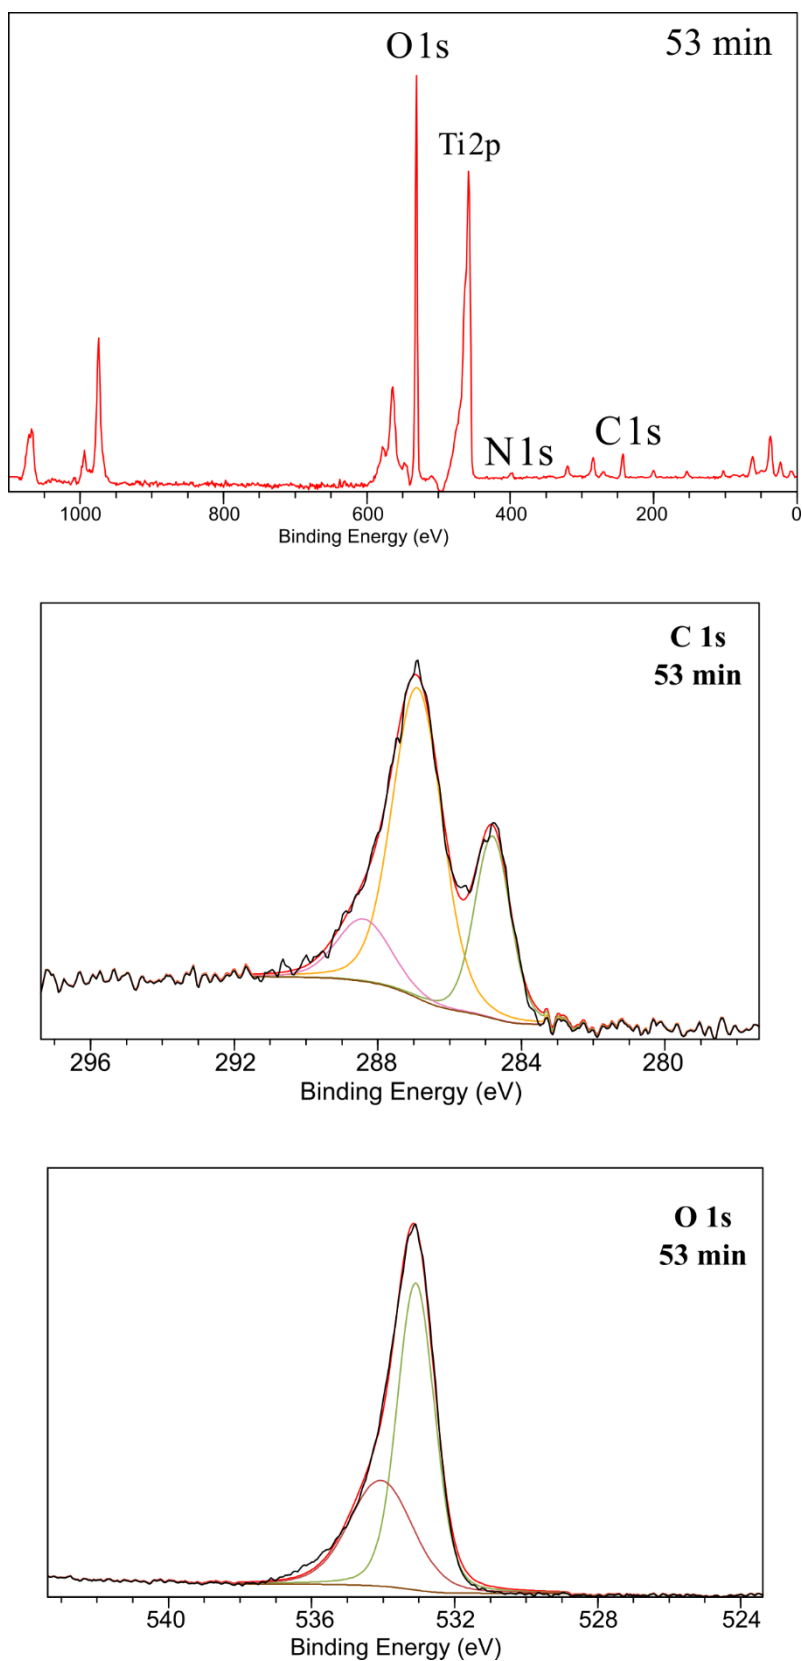 53 min
O1s
Ti2p
N1s
C1s
1000 800 600 400 200 0
Binding Energy (eV)
C 1s
53 min
296 292 288 284 280
Binding Energy (eV)
O 1s
53 min
540 536 532 528 524
Binding Energy (eV)